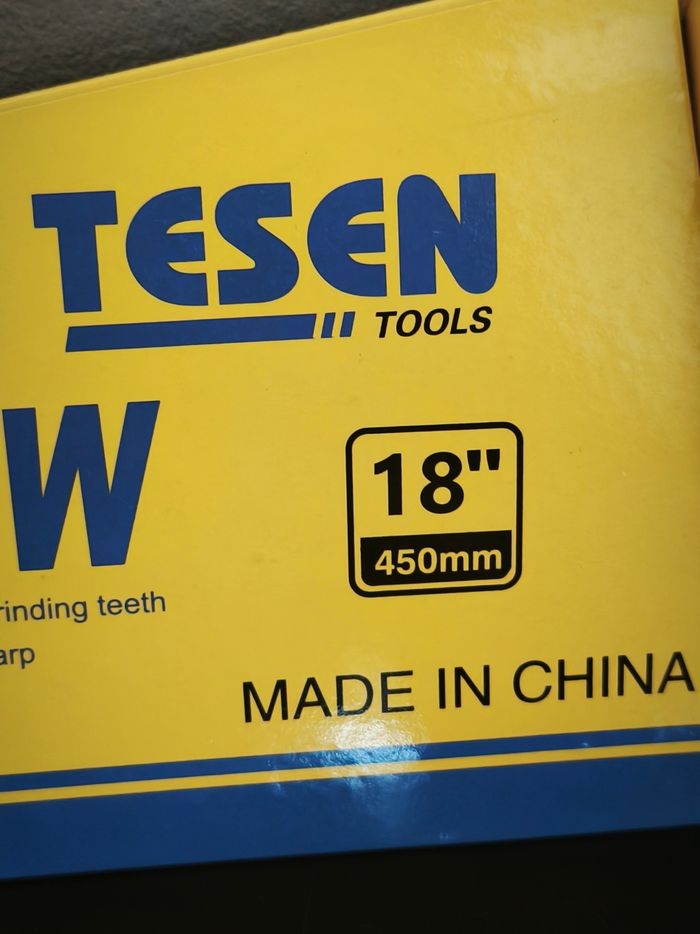 TESEN
TOOLS
W
18"
450mm
rinding teeth
arp
MADE IN CHINA